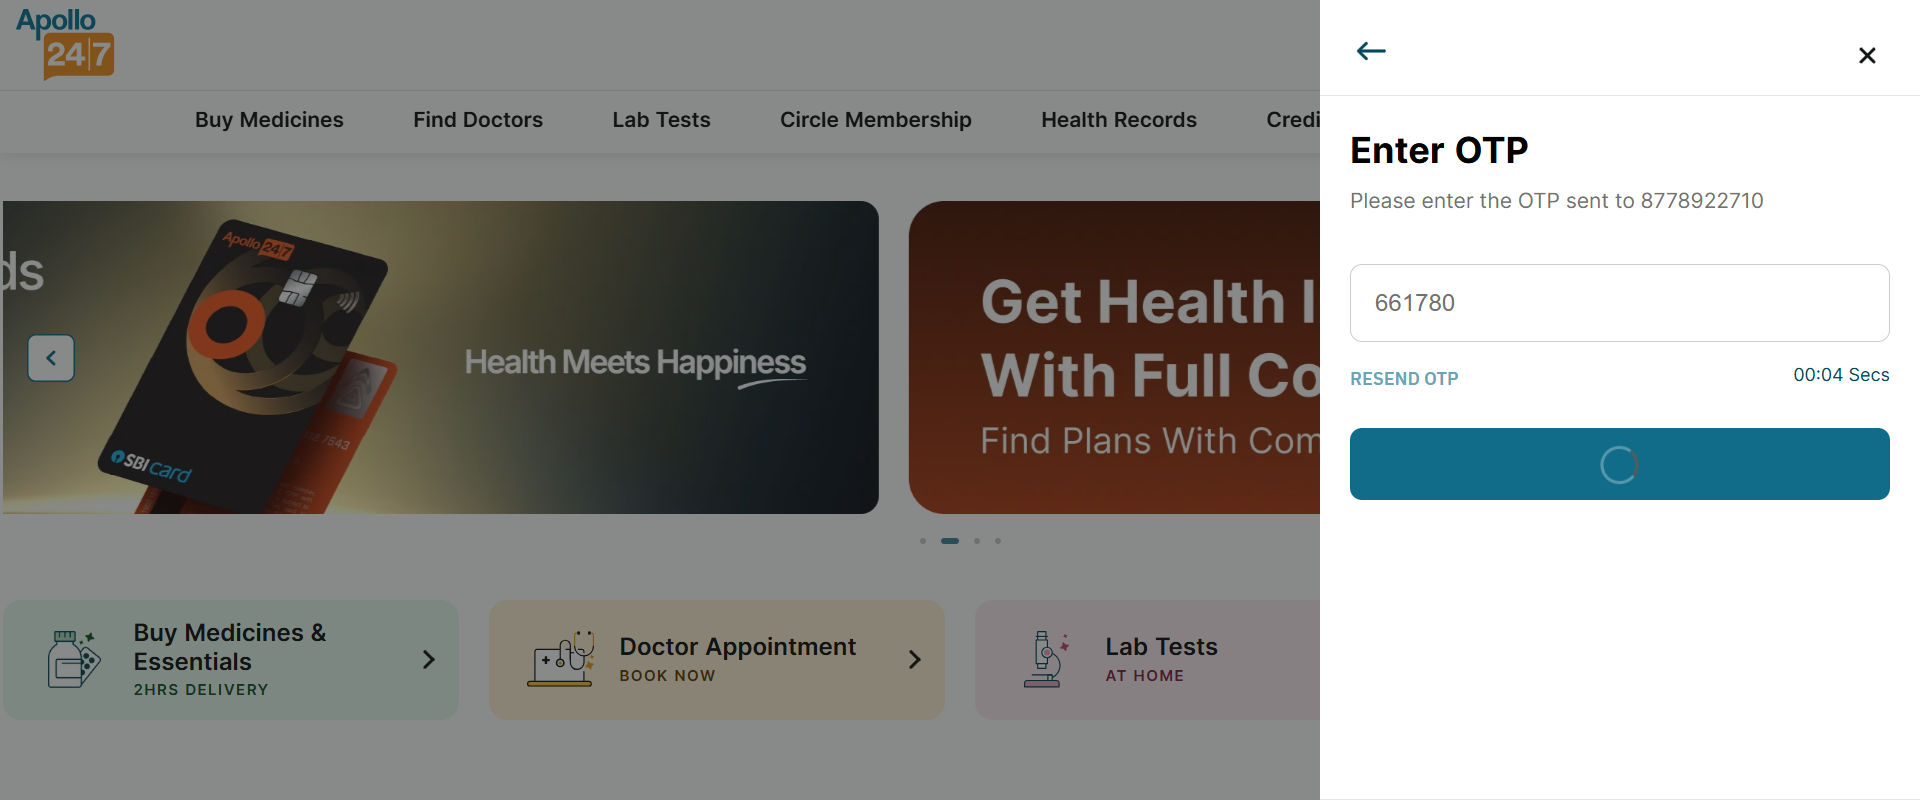 Apollo
24|7
Buy Medicines
Find Doctors
Lab Tests
Circle Membership
Health Records
Credi
ds
Apollo 24|7
7543
SBI card
Health Meets Happiness
Get Health I
With Full Co
Find Plans With Com
Buy Medicines &
Essentials
2HRS DELIVERY
Doctor Appointment
BOOK NOW
Lab Tests
AT HOME
Enter OTP
Please enter the OTP sent to 8778922710
661780
RESEND OTP
00:04 Secs